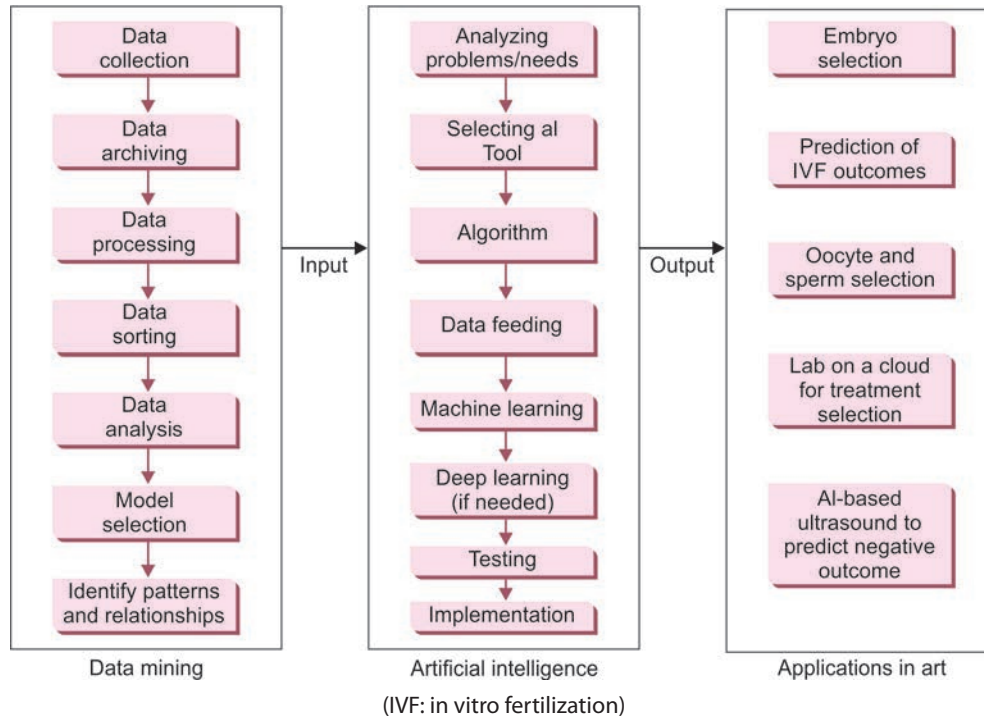 Data
collection
Data
archiving
Data
processing
Data
sorting
Data
analysis
Model
selection
Identify patterns
and relationships
Data mining
Input
Analyzing
problems/needs
Selecting al
Tool
Algorithm
Data feeding
Machine learning
Deep learning
(if needed)
Testing
Implementation
Artificial intelligence
Output
Embryo
selection
Prediction of
IVF outcomes
Oocyte and
sperm selection
Lab on a cloud
for treatment
selection
AI-based
ultrasound to
predict negative
outcome
Applications in art
(IVF: in vitro fertilization)